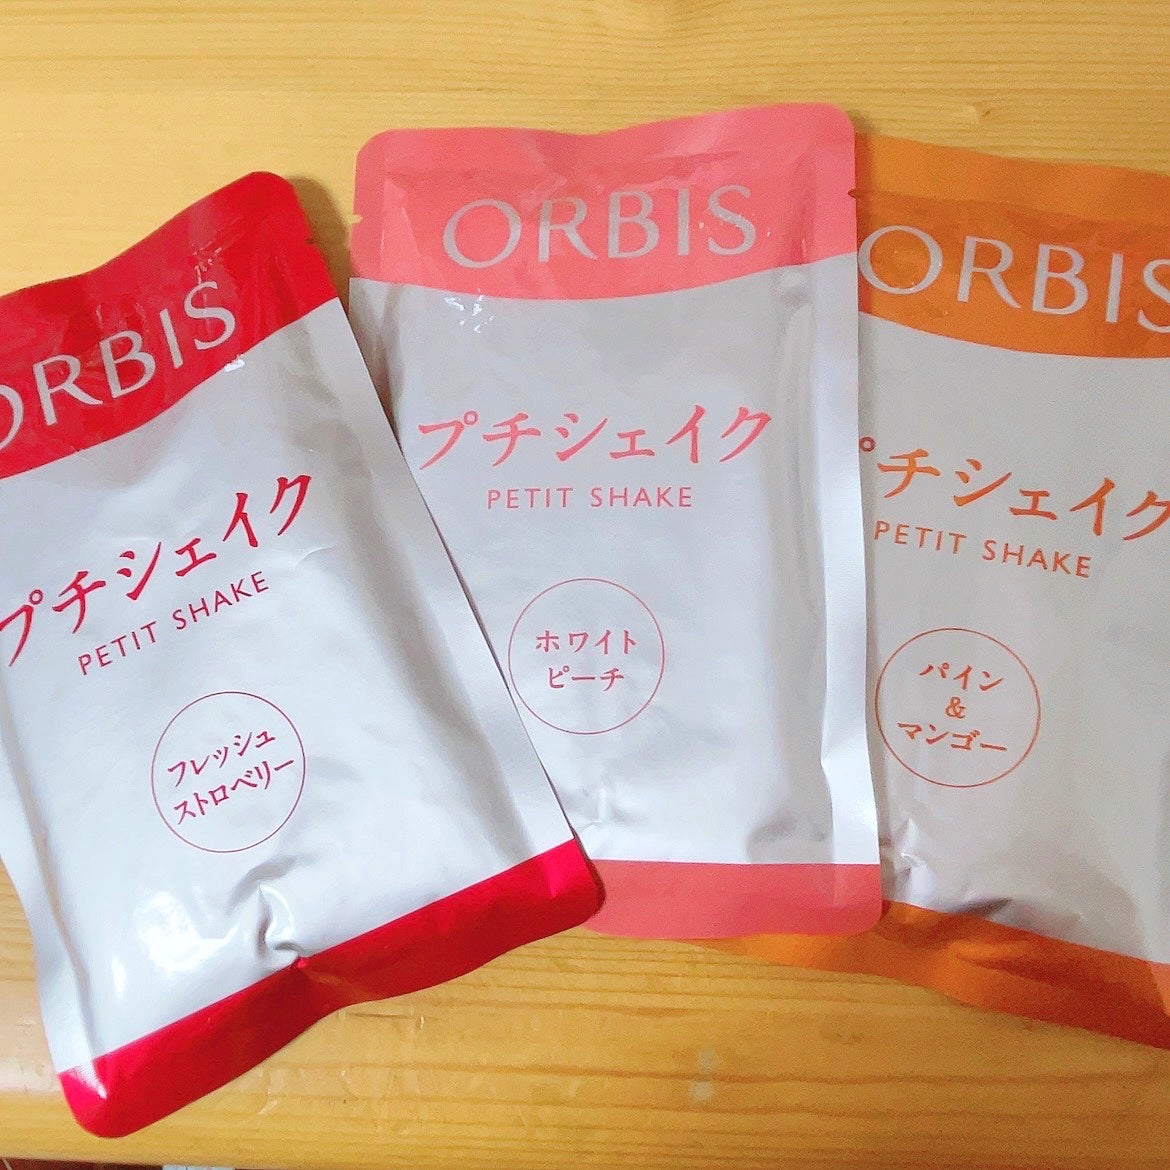 ORBIS
プチシェイク
PETIT SHAKE
フレッシュ
ストロベリー
ORBIS
プチシェイク
PETIT SHAKE
ホワイト
ピーチ
ORBIS
プチシェイク
PETIT SHAKE
パイン
&
マンゴー